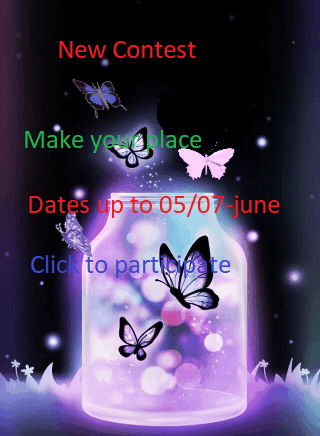 New Contest
Make your place
Dates up to 05/07-june
Click to participate